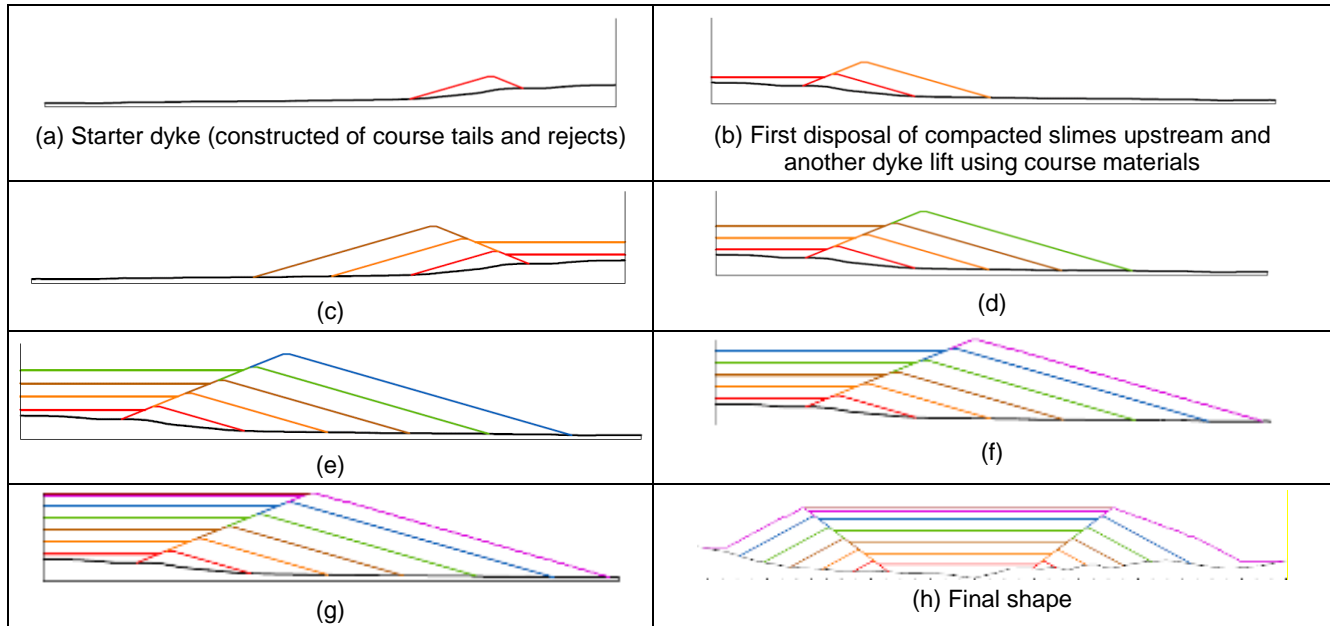 (a) Starter dyke (constructed of course tails and rejects)
(b) First disposal of compacted slimes upstream and
another dyke lift using course materials
(c)
(d)
(e)
(f)
(g)
(h) Final shape